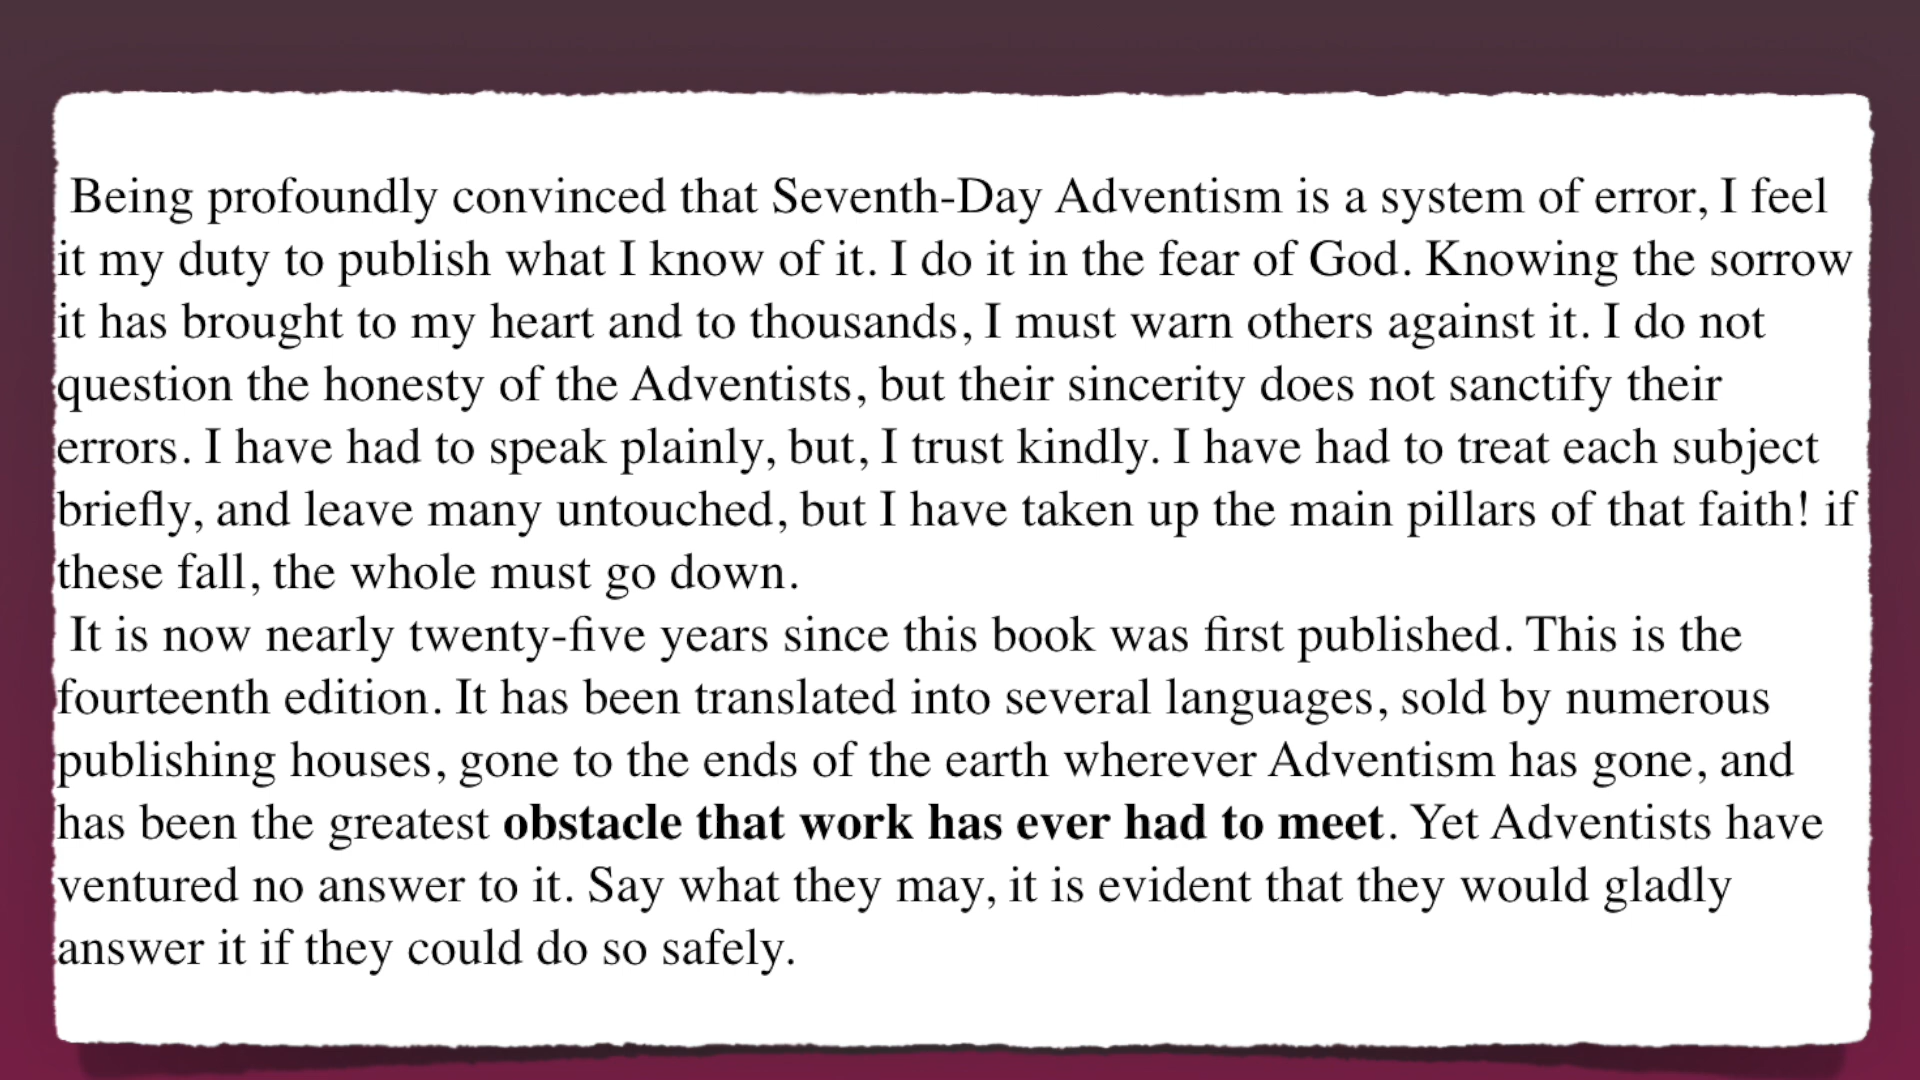 Being profoundly convinced that Seventh-Day Adventism is a system of error, I feel
it my duty to publish what I know of it. I do it in the fear of God. Knowing the sorrow
it has brought to my heart and to thousands, I must warn others against it. I do not
question the honesty of the Adventists, but their sincerity does not sanctify their
errors. I have had to speak plainly, but, I trust kindly. I have had to treat each subject
briefly, and leave many untouched, but I have taken up the main pillars of that faith! if
these fall, the whole must go down.
It is now nearly twenty-five years since this book was first published. This is the
fourteenth edition. It has been translated into several languages, sold by numerous
publishing houses, gone to the ends of the earth wherever Adventism has gone, and
has been the greatest obstacle that work has ever had to meet. Yet Adventists have
ventured no answer to it. Say what they may, it is evident that they would gladly
answer it if they could do so safely.